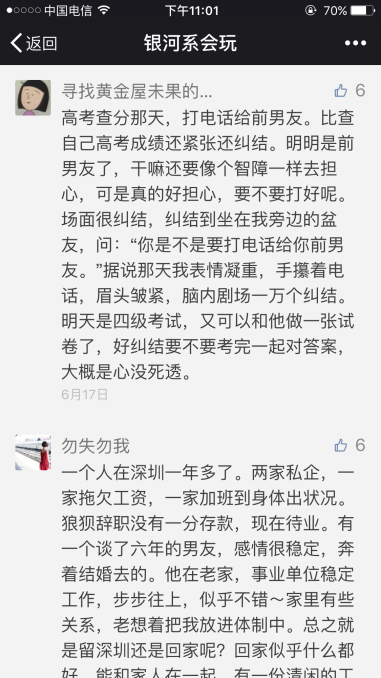 中国电信
下午11:01
70%
返回
银河系会玩
寻找黄金屋未果的...
6
高考查分那天，打电话给前男友。比查
自己高考成绩还紧张还纠结。明明是前
男友了，干嘛还要像个智障一样去担
心，可是真的好担心，要不要打好呢。
场面很纠结，纠结到坐在我旁边的盆
友，问：“你是不是要打电话给你前男
友。”据说那天我表情凝重，手攥着电
话，眉头皱紧，脑内剧场一万个纠结。
明天是四级考试，又可以和他做一张试
卷了，好纠结要不要考完一起对答案，
大概是心没死透。
6月17日
勿失勿我
6
一个人在深圳一年多了。两家私企，一
家拖欠工资，一家加班到身体出状况。
狼狈辞职没有一分存款，现在待业。有
一个谈了六年的男友，感情很稳定，奔
着结婚去的。他在老家，事业单位稳定
工作，步步往上，似乎不错～家里有些
关系，老想着把我放进体制中。总之就
是留深圳还是回家呢？回家似乎什么都
好，能和家人在一起，有一份清闲的工